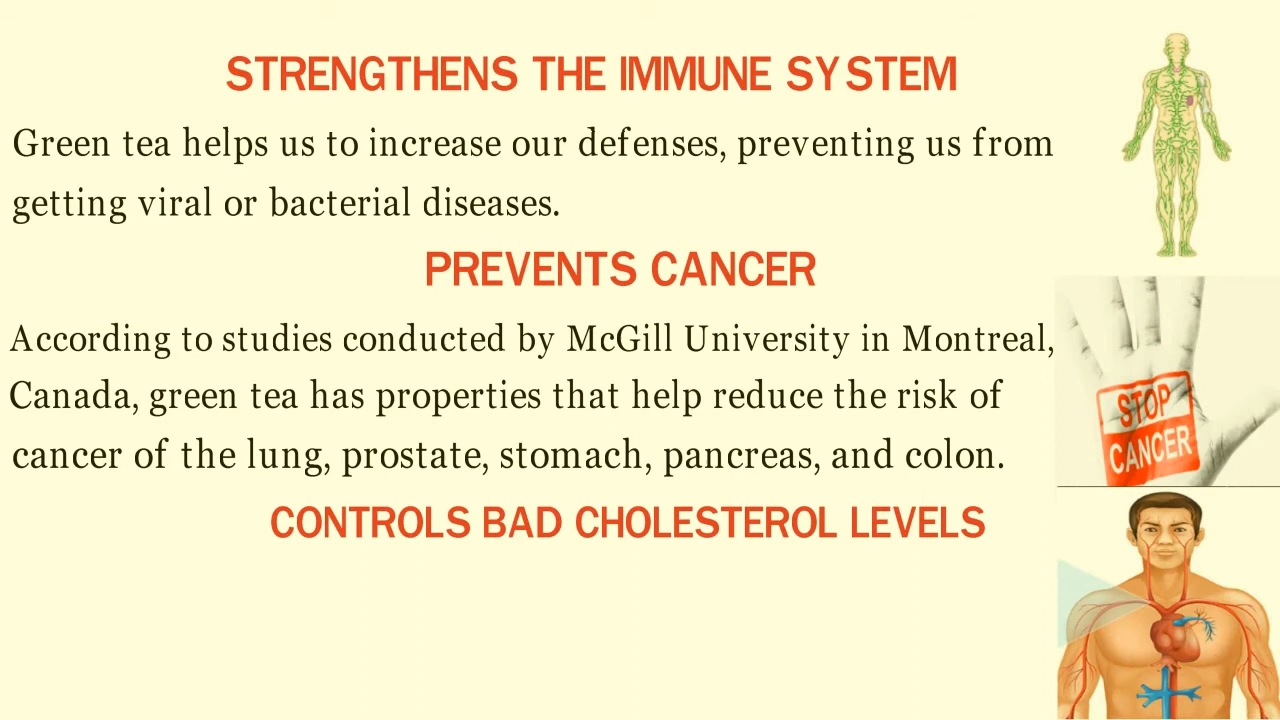 STRENGTHENS THE IMMUNE SYSTEM
Green tea helps us to increase our defenses, preventing us from
getting viral or bacterial diseases.
PREVENTS CANCER
According to studies conducted by McGill University in Montreal,
Canada, green tea has properties that help reduce the risk of
cancer of the lung, prostate, stomach, pancreas, and colon.
STOP
CANCER
CONTROLS BAD CHOLESTEROL LEVELS